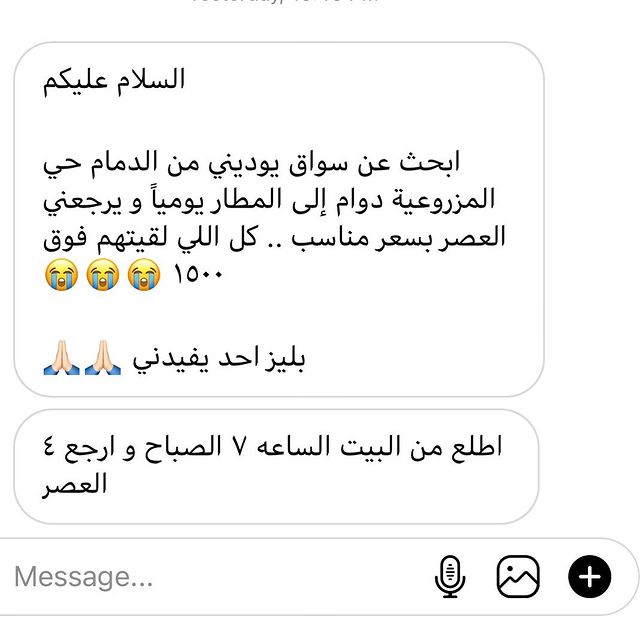 السلام عليكم
ابحث عن سواق يوديني من الدمام حي
المزروعية دوام إلى المطار يومياً و يرجعني
العصر بسعر مناسب .. كل اللي لقيتهم فوق
١٥٠٠ 😭😭😭
بليز احد يفيدني 🙏🏻🙏🏻
اطلع من البيت الساعه ٧ الصباح و ارجع ٤
العصر
Message...